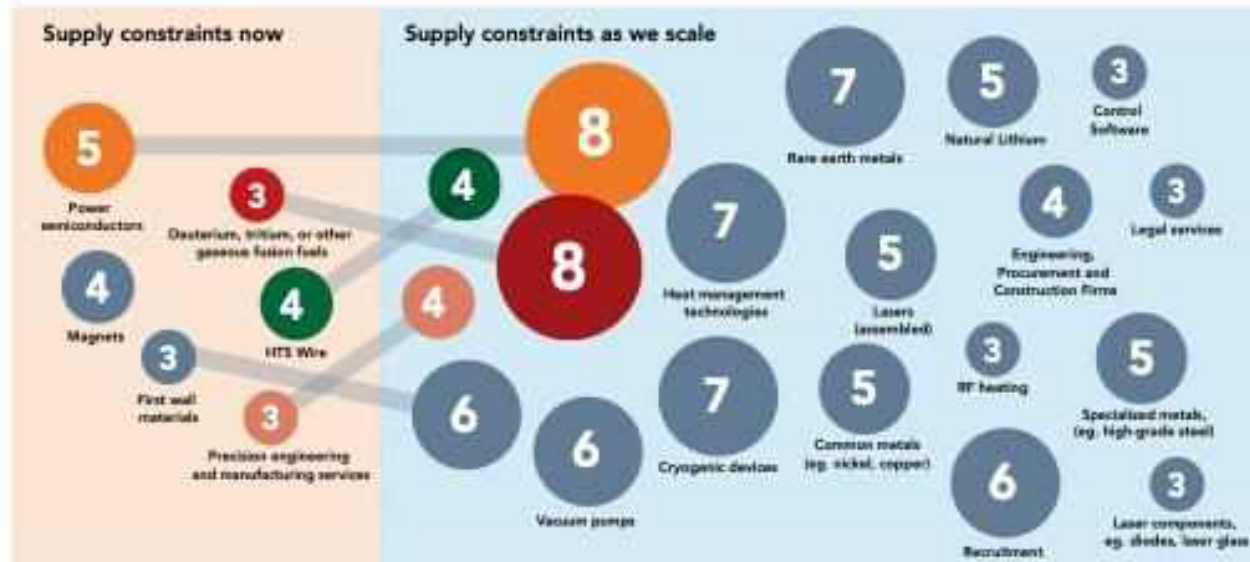 Supply constraints now
5
Power
semiconductors
3
Deuterium, tritium, or other
gaseous fusion fuels
4
Magnets
4
HTS Wire
3
First wall
materials
3
Precision engineering
and manufacturing services
Supply constraints as we scale
8
4
8
4
6
6
Vacuum pumps
7
Rare earth metals
7
Heat management
technologies
7
Cryogenic devices
5
Natural Lithium
3
Control
Software
5
Lasers
(assembled)
4
Engineering,
Procurement and
Construction Firms
3
Legal services
5
Common metals
(eg. nickel, copper)
3
RF heating
5
Specialised metals,
(eg. high-grade steel)
6
Recruitment
3
Laser components,
eg. diodes, laser glass